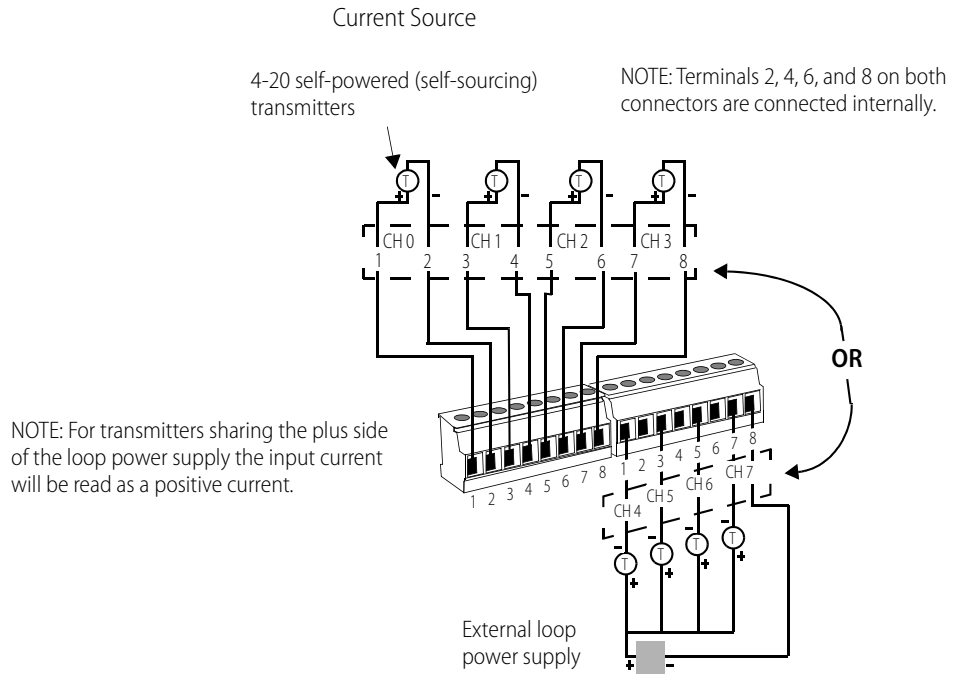 Current Source
4-20 self-powered (self-sourcing)
transmitters
NOTE: Terminals 2, 4, 6, and 8 on both
connectors are connected internally.
T T T T
+ - + - + - + -
CH 0 CH 1 CH 2 CH 3
1 2 3 4 5 6 7 8
OR
NOTE: For transmitters sharing the plus side
of the loop power supply the input current
will be read as a positive current.
1 2 3 4 5 6 7 8
1 2 3 4 5 6 7 8
CH 4 CH 5 CH 6 CH 7
- - - -
T T T T
+ + + +
External loop
power supply
+ -